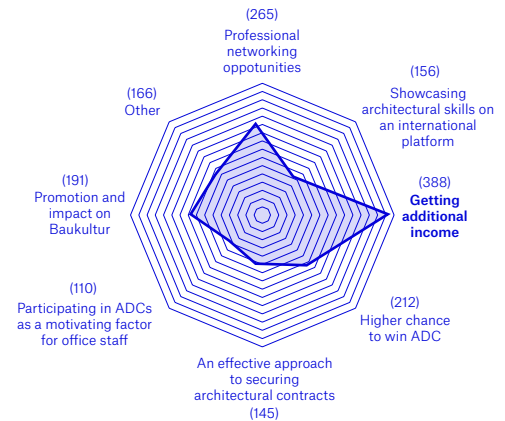 (265)
Professional
networking
oppotunities
(156)
Showcasing
architectural skills on
an international
platform
(388)
Getting
additional
income
(212)
Higher chance
to win ADC
An effective approach
to securing
architectural contracts
(145)
(110)
Participating in ADCs
as a motivating factor
for office staff
(191)
Promotion and
impact on
Baukultur
(166)
Other